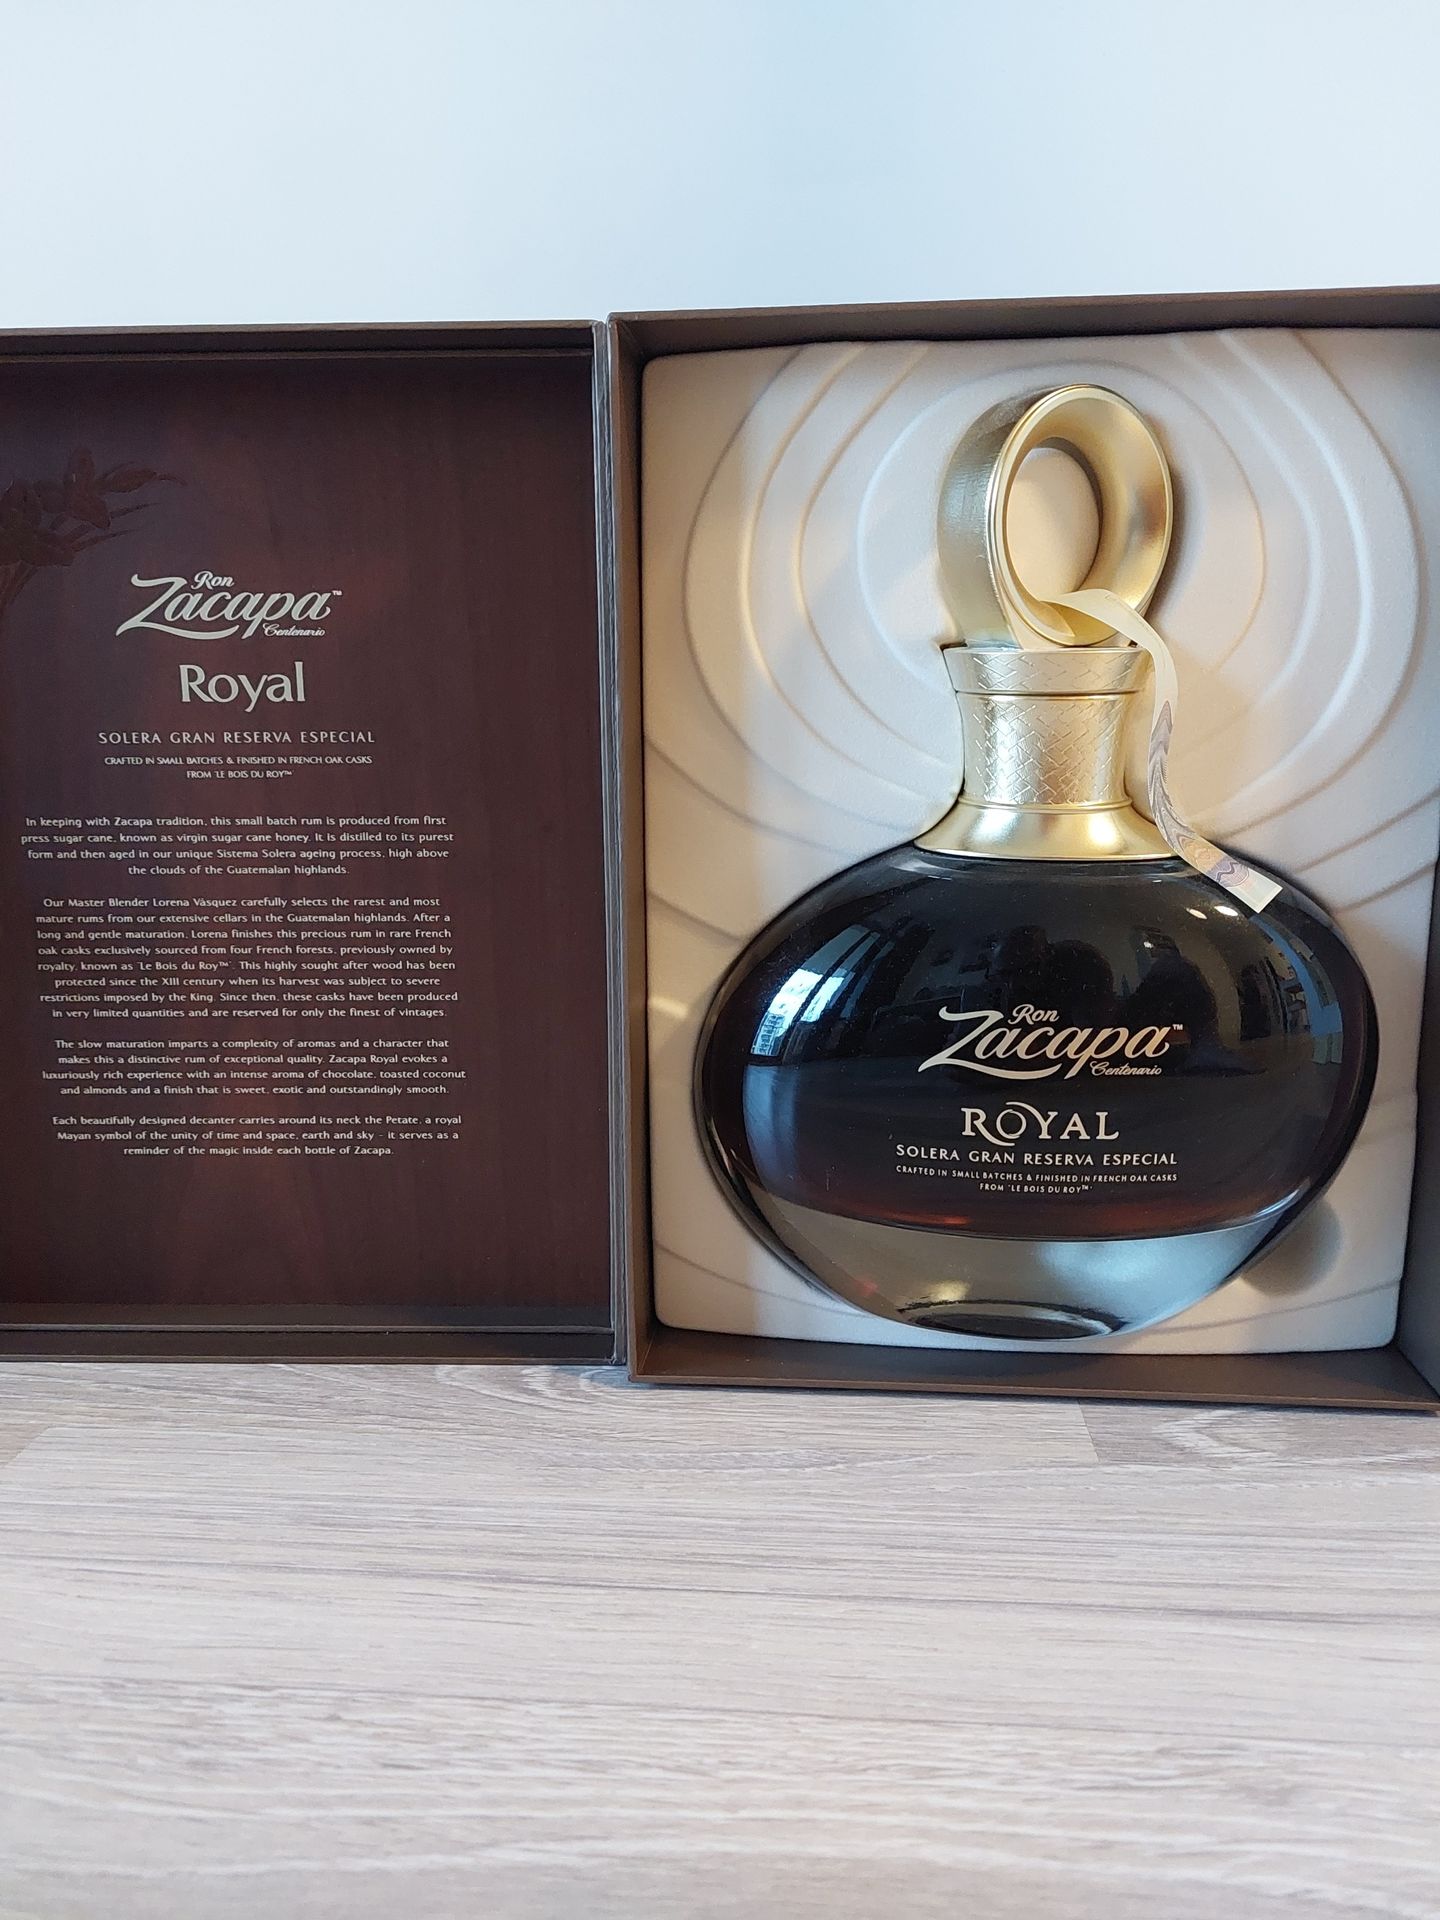 Ron
Zacapa™
Centenario
Royal
SOLERA GRAN RESERVA ESPECIAL
CRAFTED IN SMALL BATCHES & FINISHED IN FRENCH OAK CASKS
FROM 'LE BOIS DU ROY™
In keeping with Zacapa tradition, this small batch rum is produced from first
press sugar cane, known as virgin sugar cane honey. It is distilled to its purest
form and then aged in our unique Sistema Solera ageing process, high above
the clouds of the Guatemalan highlands.
Our Master Blender Lorena Vásquez carefully selects the rarest and most
mature rums from our extensive cellars in the Guatemalan highlands. After a
long and gentle maturation, Lorena finishes this precious rum in rare French
oak casks exclusively sourced from four French forests, previously owned by
royalty, known as 'Le Bois du Roy™'. This highly sought after wood has been
protected since the XIII century when its harvest was subject to severe
restrictions imposed by the King. Since then, these casks have been produced
in very limited quantities and are reserved for only the finest of vintages.
The slow maturation imparts a complexity of aromas and a character that
makes this a distinctive rum of exceptional quality. Zacapa Royal evokes a
luxuriously rich experience with an intense aroma of chocolate, toasted coconut
and almonds and a finish that is sweet, exotic and outstandingly smooth.
Each beautifully designed decanter carries around its neck the Petate, a royal
Mayan symbol of the unity of time and space, earth and sky - it serves as a
reminder of the magic inside each bottle of Zacapa.
Ron
Zacapa™
Centenario
ROYAL
SOLERA GRAN RESERVA ESPECIAL
CRAFTED IN SMALL BATCHES & FINISHED IN FRENCH OAK CASKS
FROM 'LE BOIS DU ROY™'